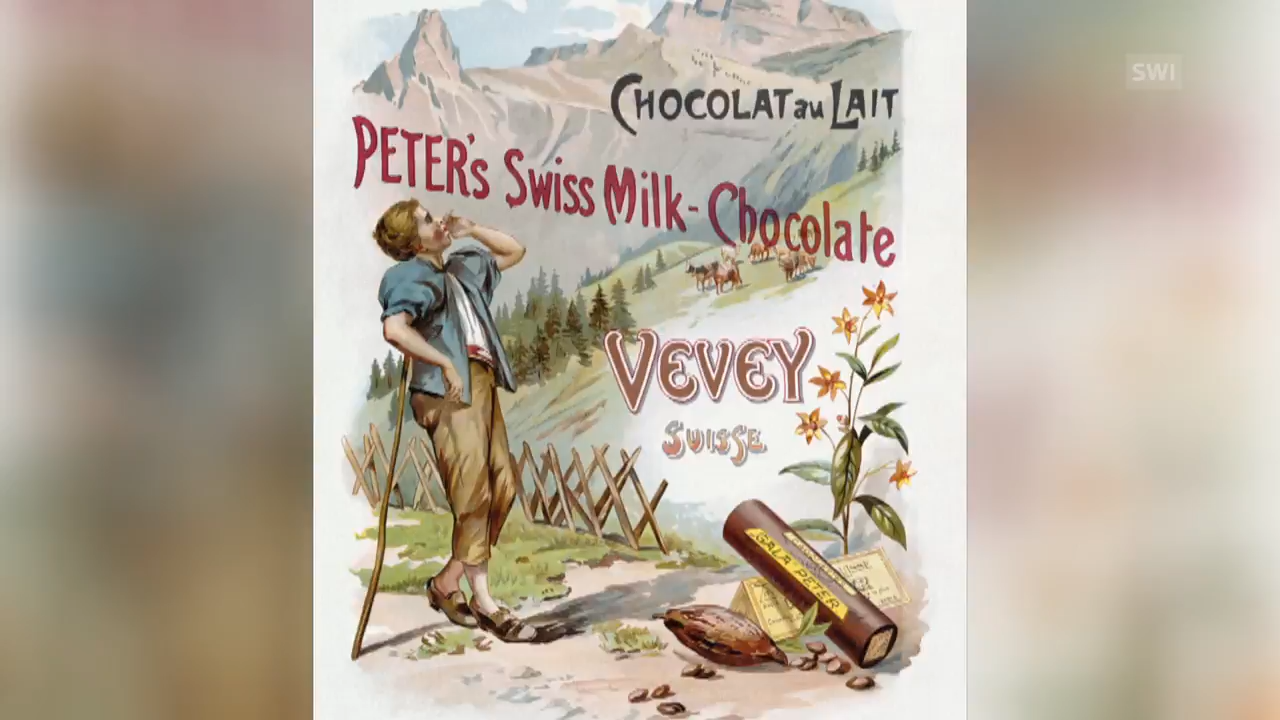 SWI
CHOCOLAT au LAIT
PETER's Swiss Milk-Chocolate
VEVEY
SUISSE
GALA PETER